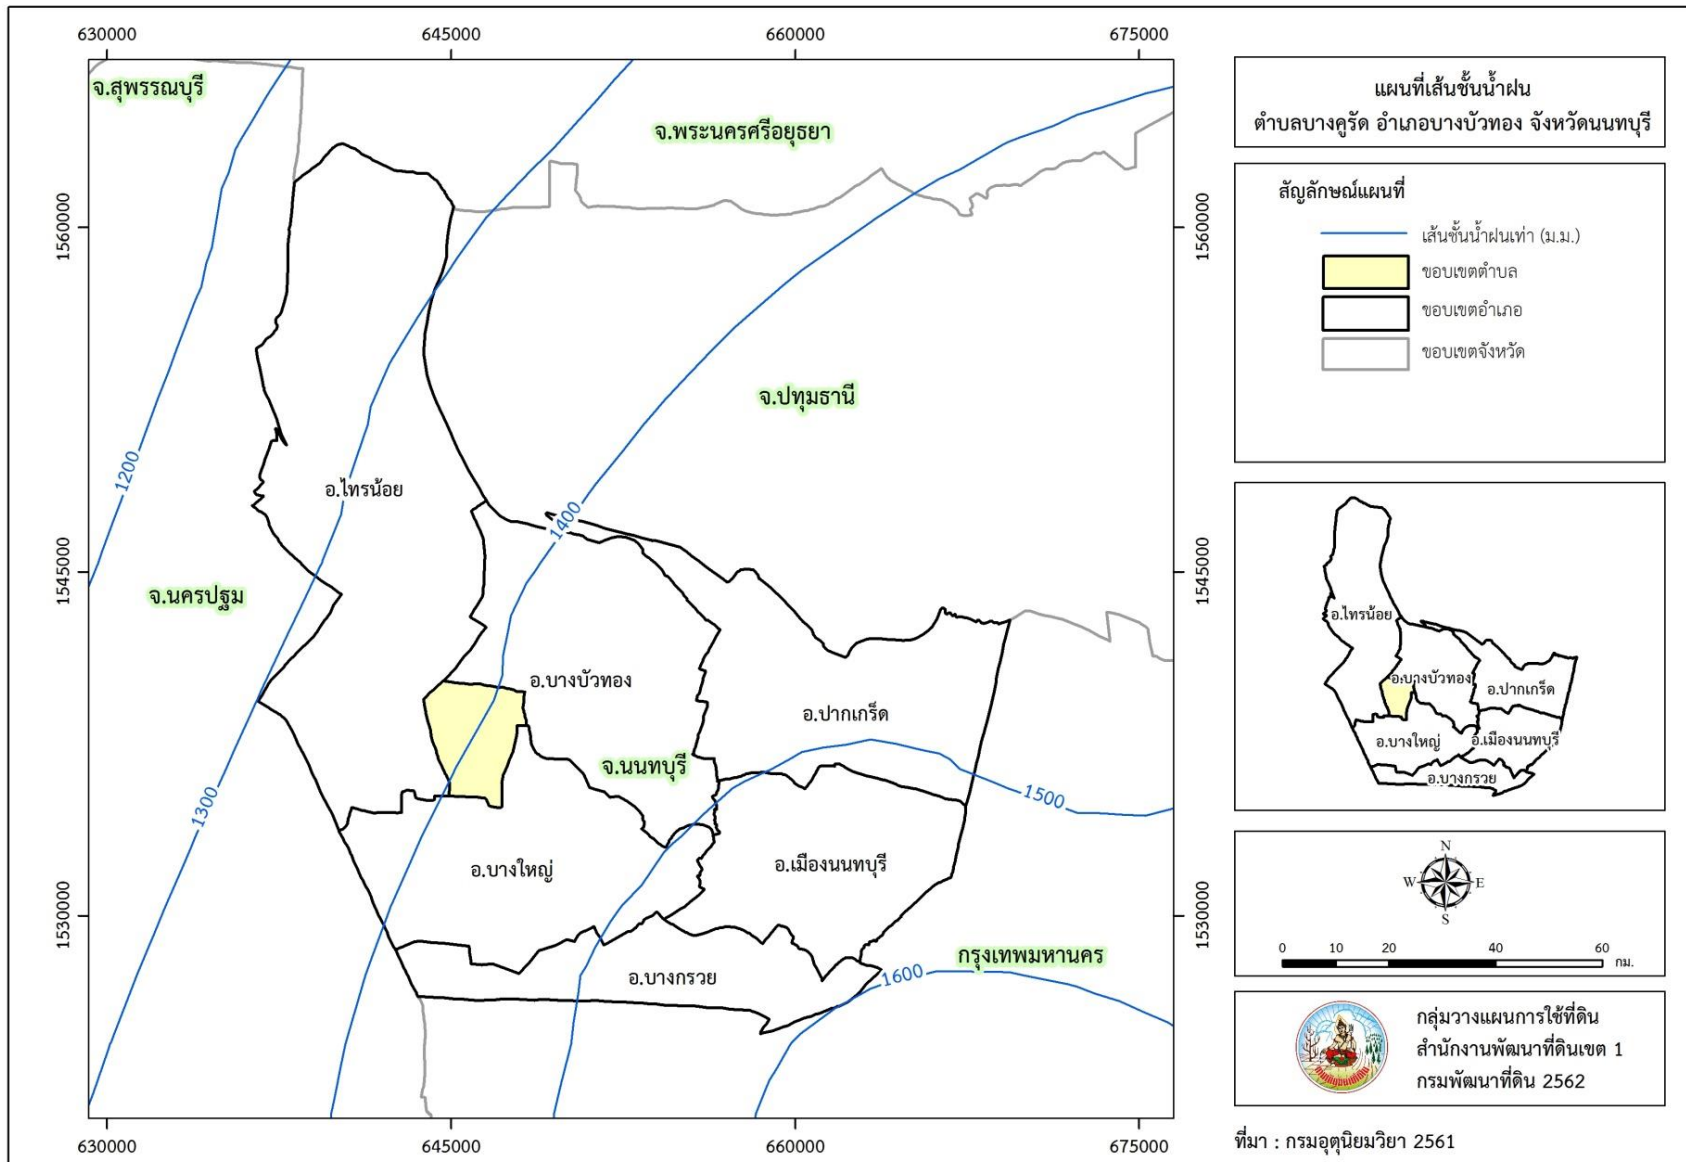 630000
645000
660000
675000
จ.สุพรรณบุรี
จ.พระนครศรีอยุธยา
1560000
1560000
จ.ปทุมธานี
1200
อ.ไทรน้อย
1400
1545000
1545000
จ.นครปฐม
อ.บางบัวทอง
อ.ปากเกร็ด
จ.นนทบุรี
1300
1500
อ.บางใหญ่
อ.เมืองนนทบุรี
1530000
1530000
กรุงเทพมหานคร
อ.บางกรวย
1600
630000
645000
660000
675000
แผนที่เส้นชั้นน้ำฝน
ตำบลบางคูรัด อำเภอบางบัวทอง จังหวัดนนทบุรี
สัญลักษณ์แผนที่
เส้นชั้นน้ำฝนเท่า (ม.ม.)
ขอบเขตตำบล
ขอบเขตอำเภอ
ขอบเขตจังหวัด
อ.ไทรน้อย
อ.บางบัวทอง
อ.ปากเกร็ด
อ.บางใหญ่
อ.เมืองนนทบุรี
อ.บางกรวย
N
W
E
S
0 10 20 40 60
กม.
กลุ่มวางแผนการใช้ที่ดิน
สำนักงานพัฒนาที่ดินเขต 1
กรมพัฒนาที่ดิน 2562
กรมพัฒนาที่ดิน
ที่มา : กรมอุตุนิยมวิยา 2561